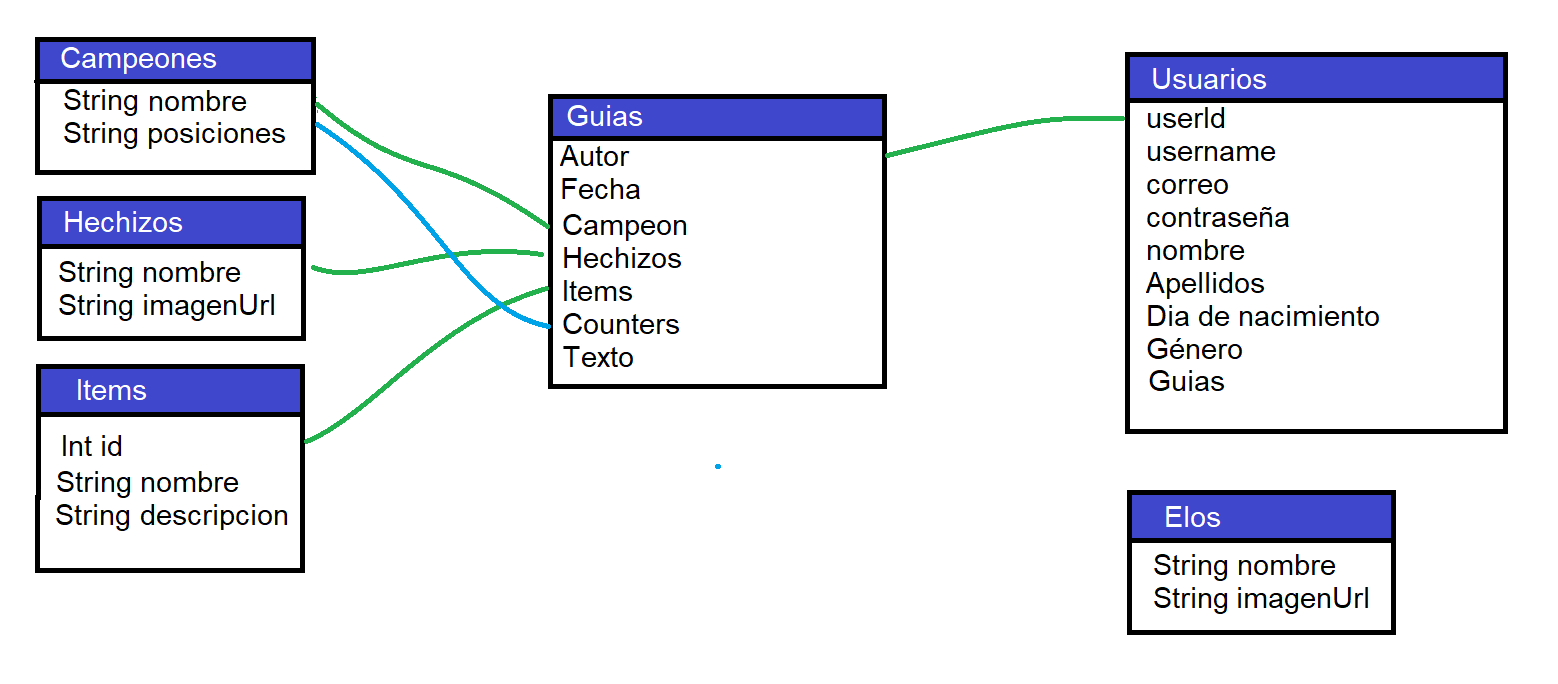 Campeones
String nombre
String posiciones
Hechizos
String nombre
String imagenUrl
Items
Int id
String nombre
String descripcion
Guias
Autor
Fecha
Campeon
Hechizos
Items
Counters
Texto
Usuarios
userId
username
correo
contraseña
nombre
Apellidos
Dia de nacimiento
Género
Guias
Elos
String nombre
String imagenUrl